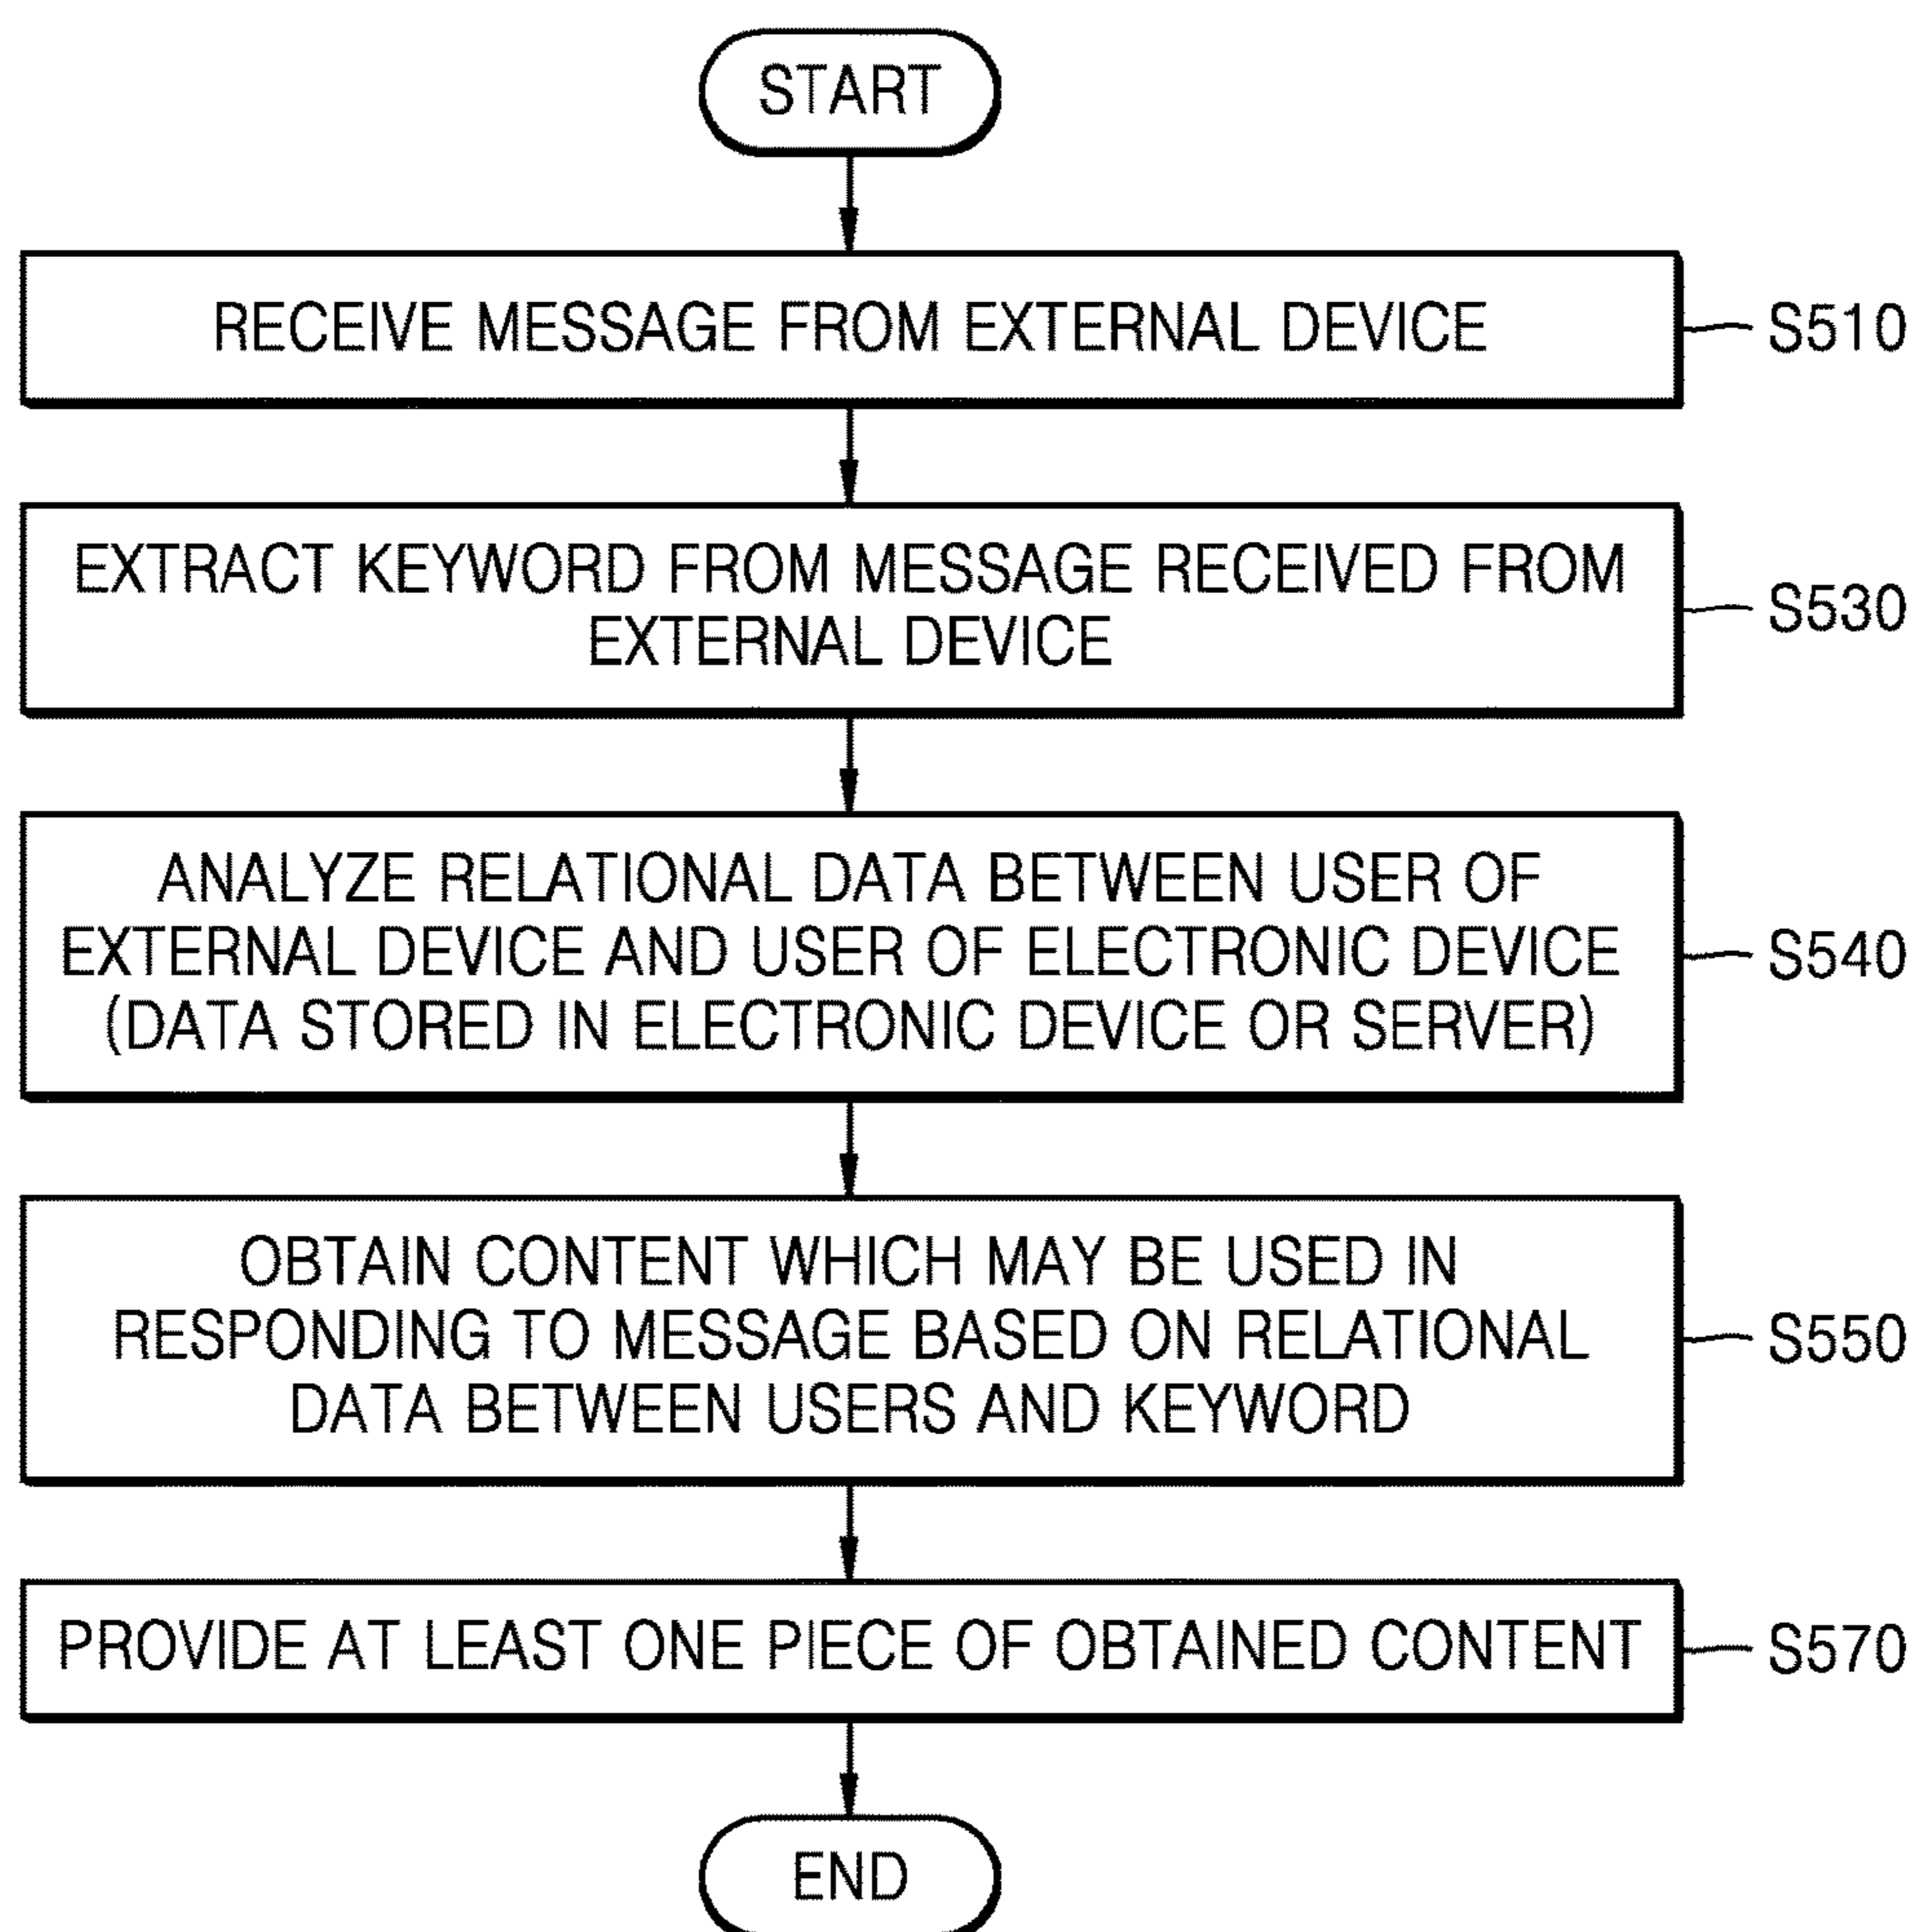 START
RECEIVE MESSAGE FROM EXTERNAL DEVICE
S510
EXTRACT KEYWORD FROM MESSAGE RECEIVED FROM
EXTERNAL DEVICE
S530
ANALYZE RELATIONAL DATA BETWEEN USER OF
EXTERNAL DEVICE AND USER OF ELECTRONIC DEVICE
(DATA STORED IN ELECTRONIC DEVICE OR SERVER)
S540
OBTAIN CONTENT WHICH MAY BE USED IN
RESPONDING TO MESSAGE BASED ON RELATIONAL
DATA BETWEEN USERS AND KEYWORD
S550
PROVIDE AT LEAST ONE PIECE OF OBTAINED CONTENT
S570
END